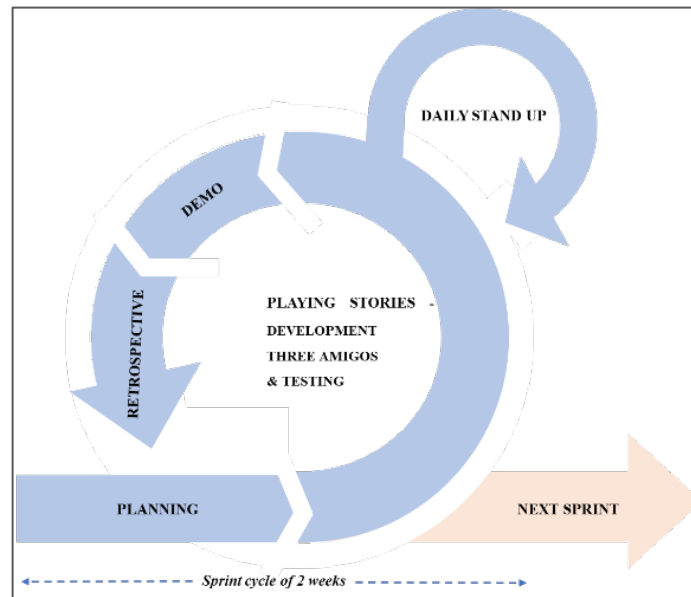 DAILY STAND UP
DEMO
RETROSPECTIVE
PLAYING STORIES -
DEVELOPMENT
THREE AMIGOS
& TESTING
PLANNING
NEXT SPRINT
Sprint cycle of 2 weeks